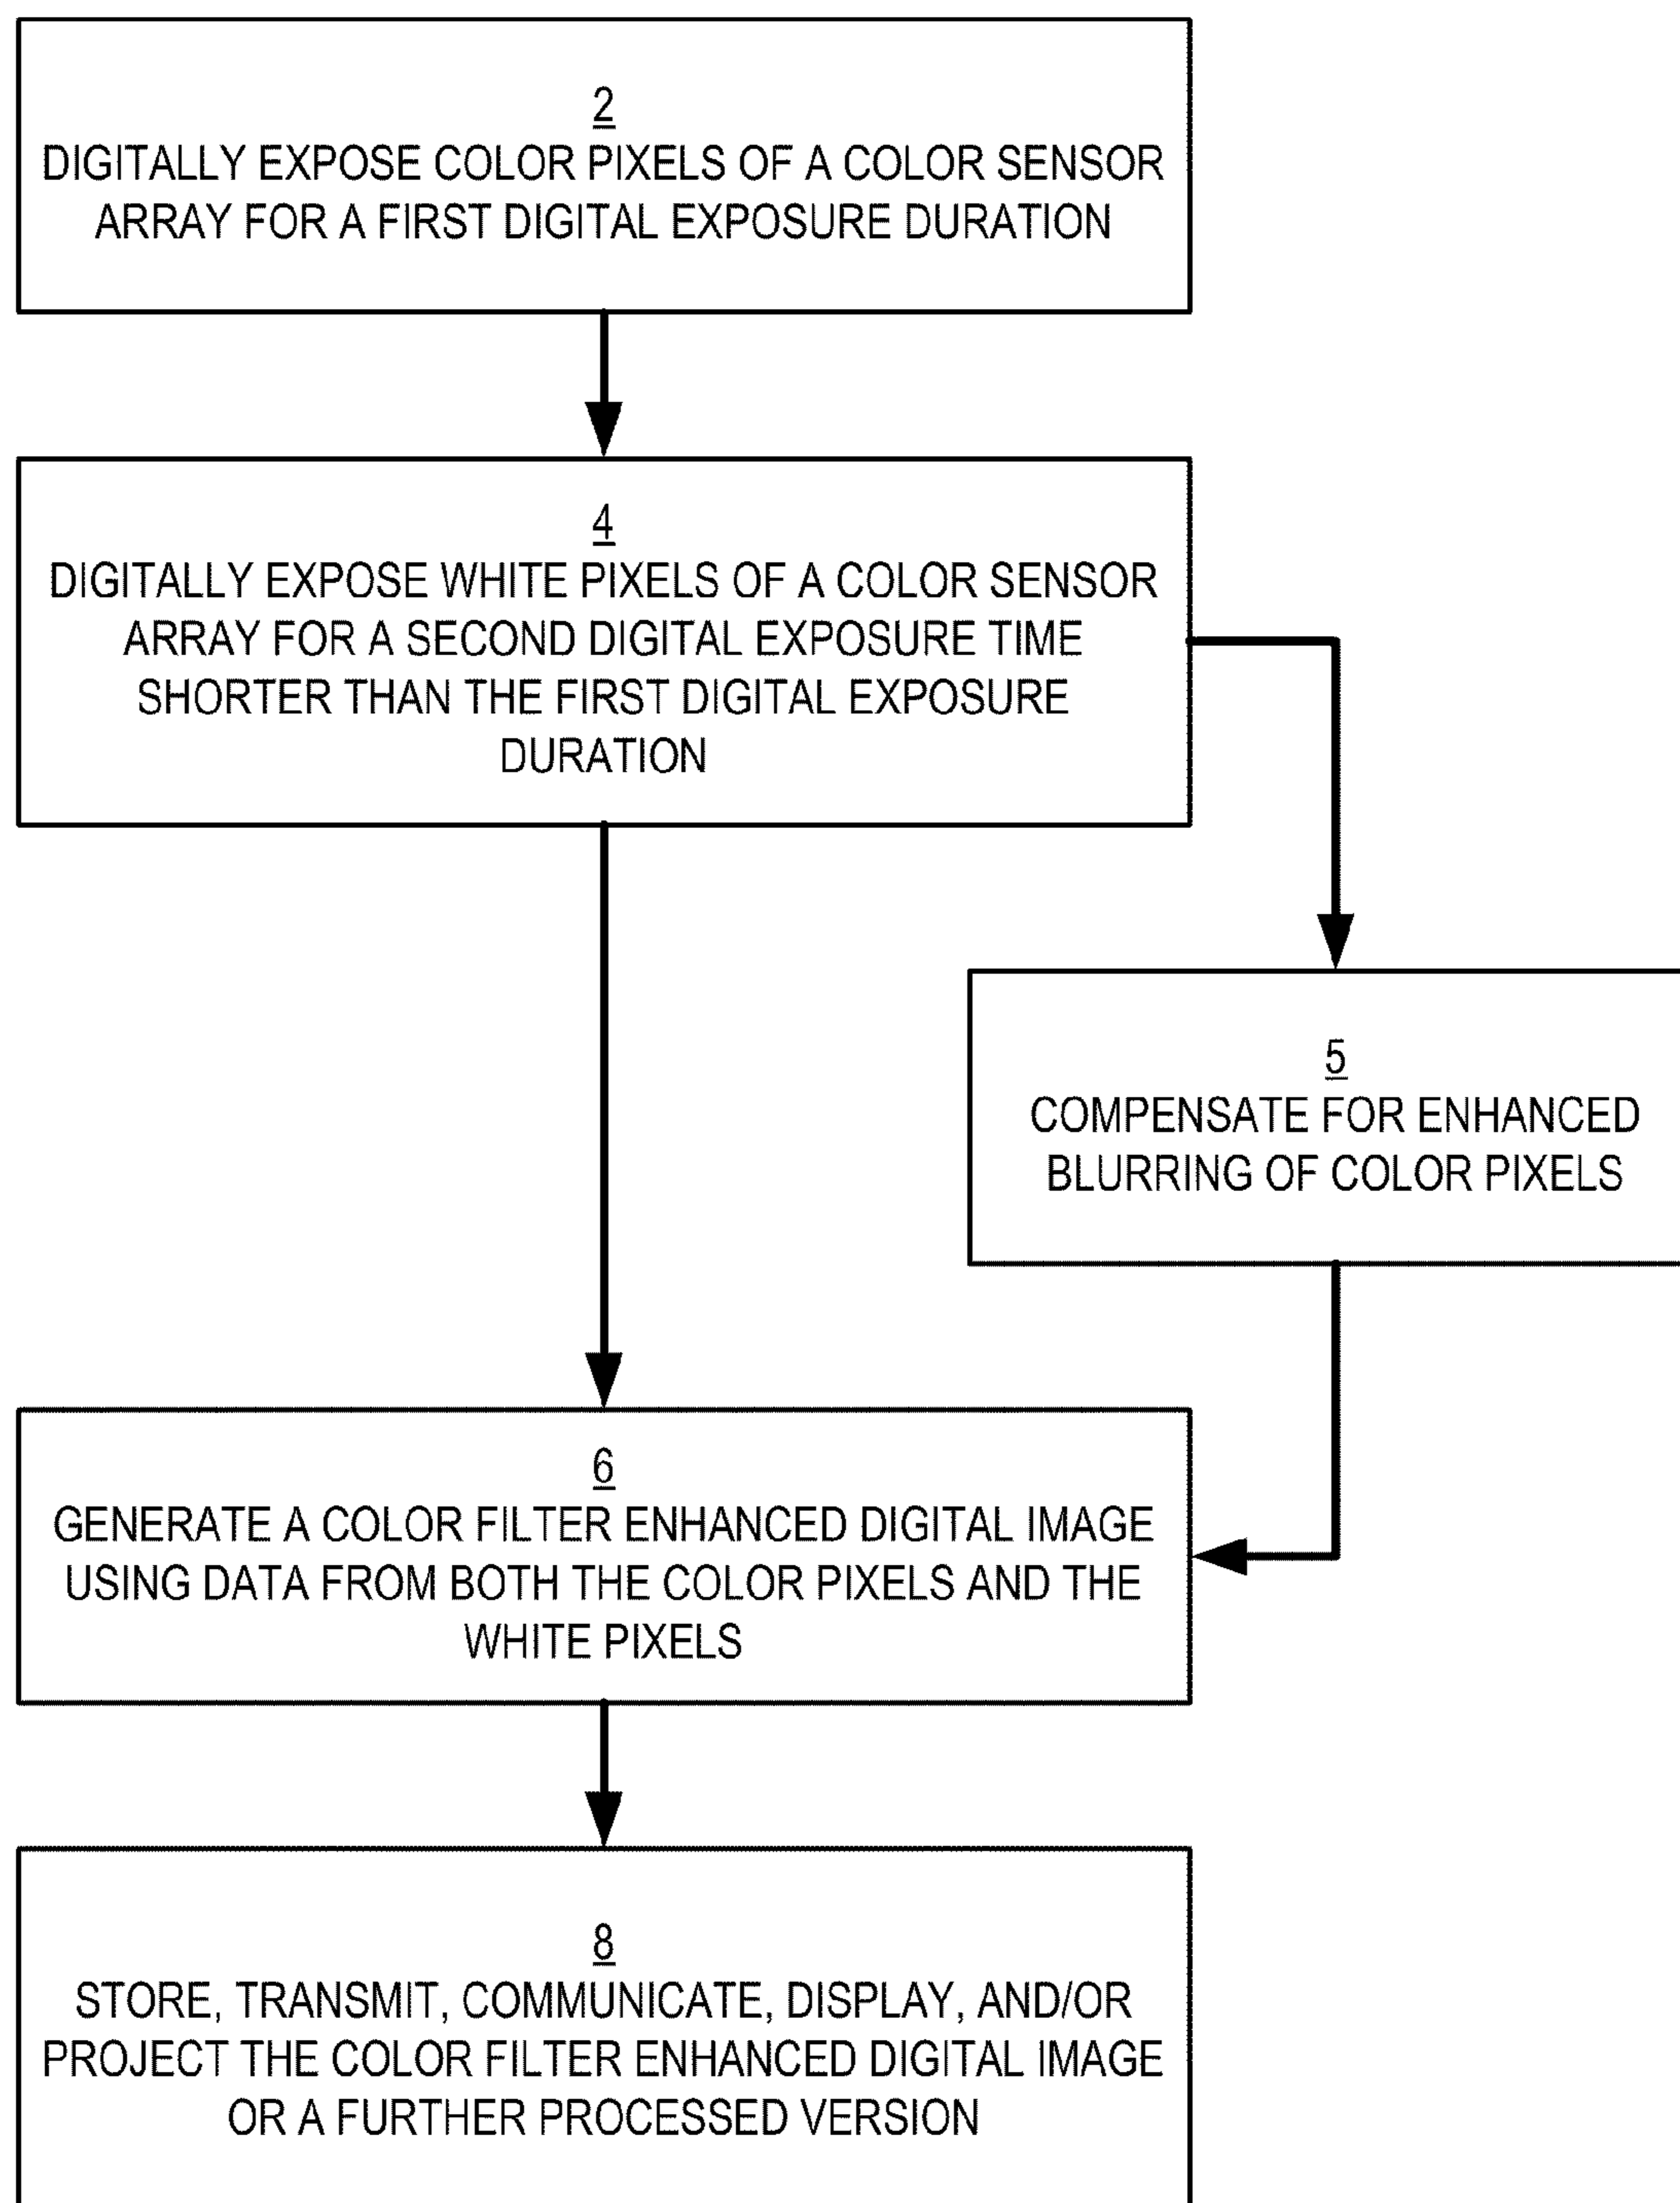 2
DIGITALLY EXPOSE COLOR PIXELS OF A COLOR SENSOR
ARRAY FOR A FIRST DIGITAL EXPOSURE DURATION
4
DIGITALLY EXPOSE WHITE PIXELS OF A COLOR SENSOR
ARRAY FOR A SECOND DIGITAL EXPOSURE TIME
SHORTER THAN THE FIRST DIGITAL EXPOSURE
DURATION
5
COMPENSATE FOR ENHANCED
BLURRING OF COLOR PIXELS
6
GENERATE A COLOR FILTER ENHANCED DIGITAL IMAGE
USING DATA FROM BOTH THE COLOR PIXELS AND THE
WHITE PIXELS
8
STORE, TRANSMIT, COMMUNICATE, DISPLAY, AND/OR
PROJECT THE COLOR FILTER ENHANCED DIGITAL IMAGE
OR A FURTHER PROCESSED VERSION